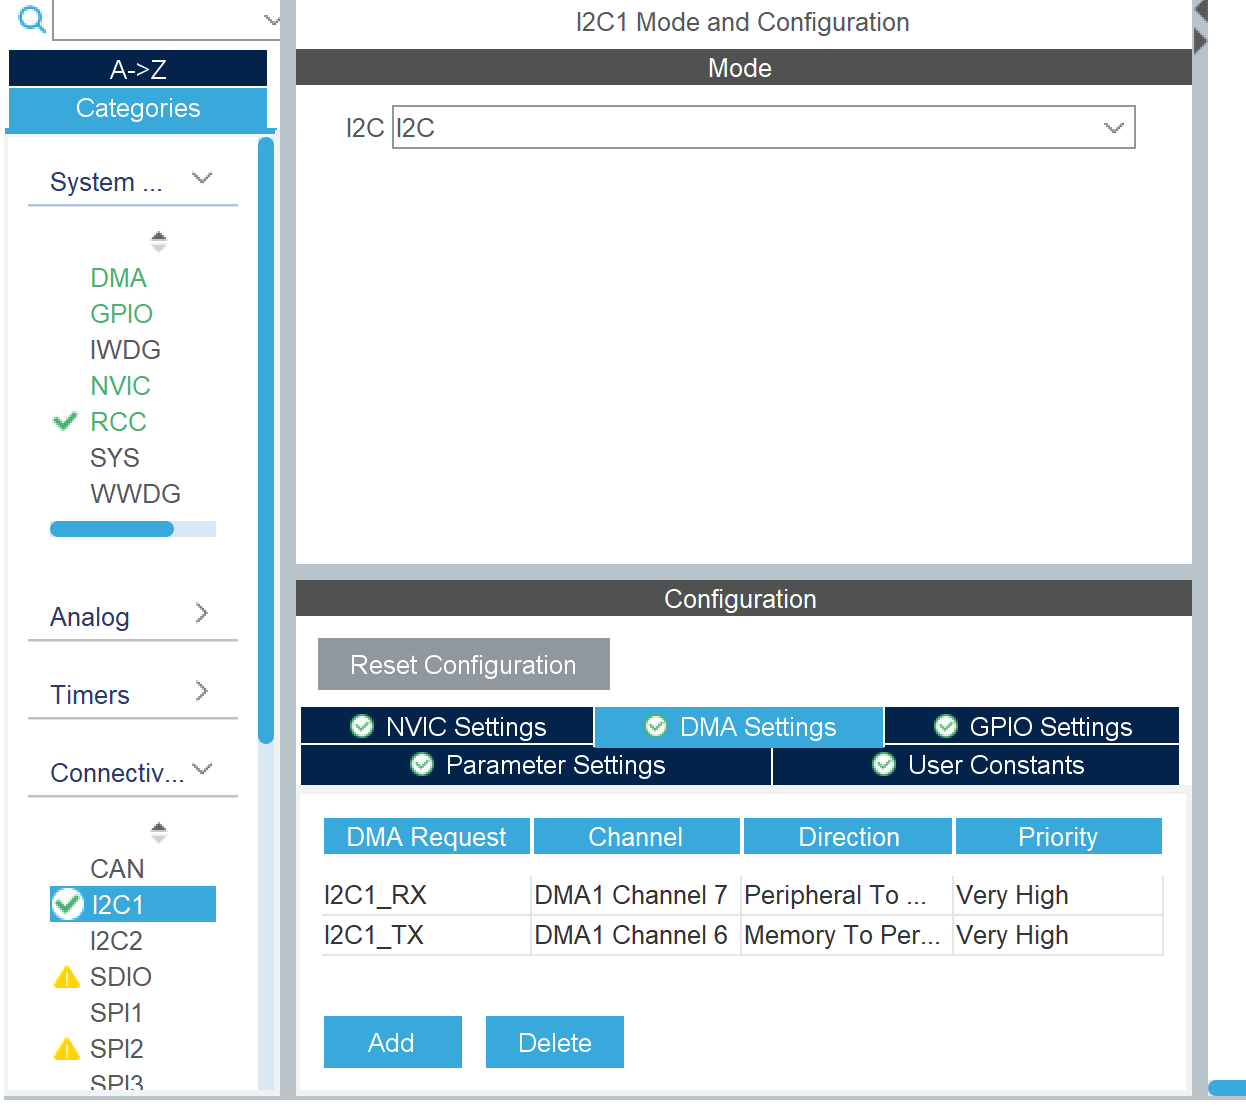 A->Z
Categories
System ...
DMA
GPIO
IWDG
NVIC
RCC
SYS
WWDG
Analog
Timers
Connectiv...
CAN
I2C1
I2C2
SDIO
SPI1
SPI2
SPI3
I2C1 Mode and Configuration
Mode
I2C I2C
Configuration
Reset Configuration
NVIC Settings DMA Settings GPIO Settings
Parameter Settings User Constants
DMA Request Channel Direction Priority
I2C1_RX DMA1 Channel 7 Peripheral To ... Very High
I2C1_TX DMA1 Channel 6 Memory To Per... Very High
Add Delete